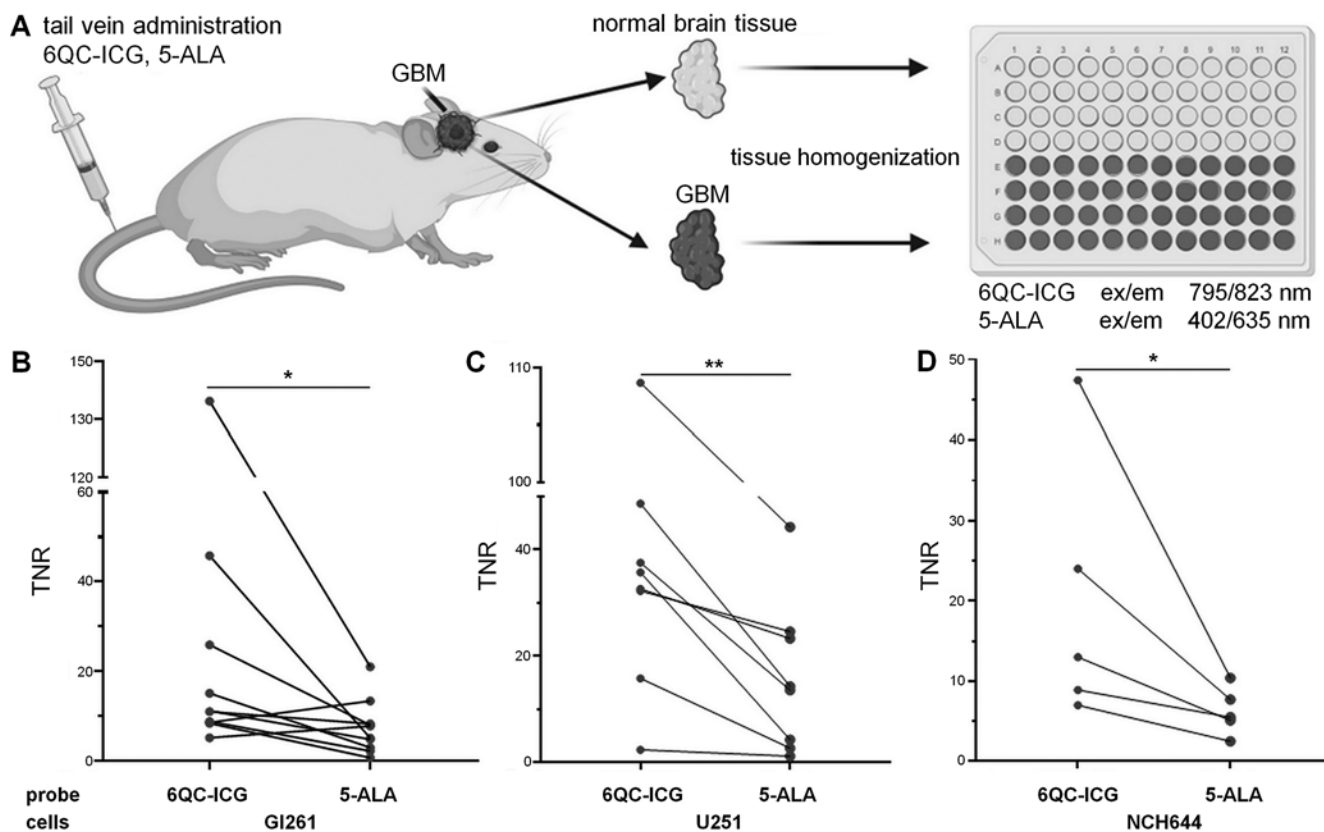 A
tail vein administration
6QC-ICG, 5-ALA
GBM
normal brain tissue
tissue homogenization
GBM
1 2 3 4 5 6 7 8 9 10 11 12
A
B
C
D
E
F
G
H
6QC-ICG ex/em 795/823 nm
5-ALA ex/em 402/635 nm
B
150
130
120
60
40
20
0
TNR
*
6QC-ICG 5-ALA
GI261
C
110
100
40
20
0
TNR
**
6QC-ICG 5-ALA
U251
D
50
40
30
20
10
0
TNR
*
6QC-ICG 5-ALA
NCH644
probe
cells